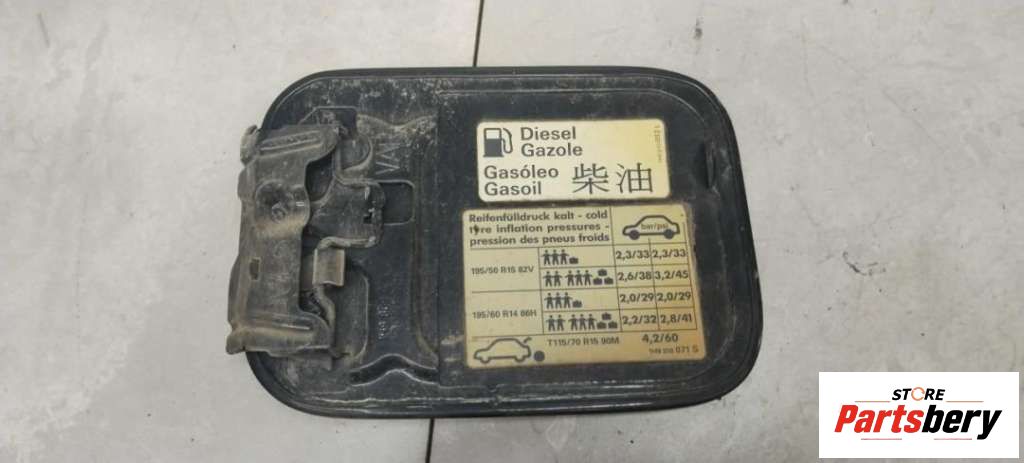 Diesel
Gazole
Gasóleo
Gasoil 柴油
Reifenfülldruck kalt - cold
tyre inflation pressures -
pression des pneus froids
bar/psi
195/50 R15 82V
2,3/33 2,3/33
2,6/38 3,2/45
195/60 R14 86H
2,0/29 2,0/29
2,2/32 2,8/41
T115/70 R15 90M 4,2/60
071 S
STORE
Partsbery